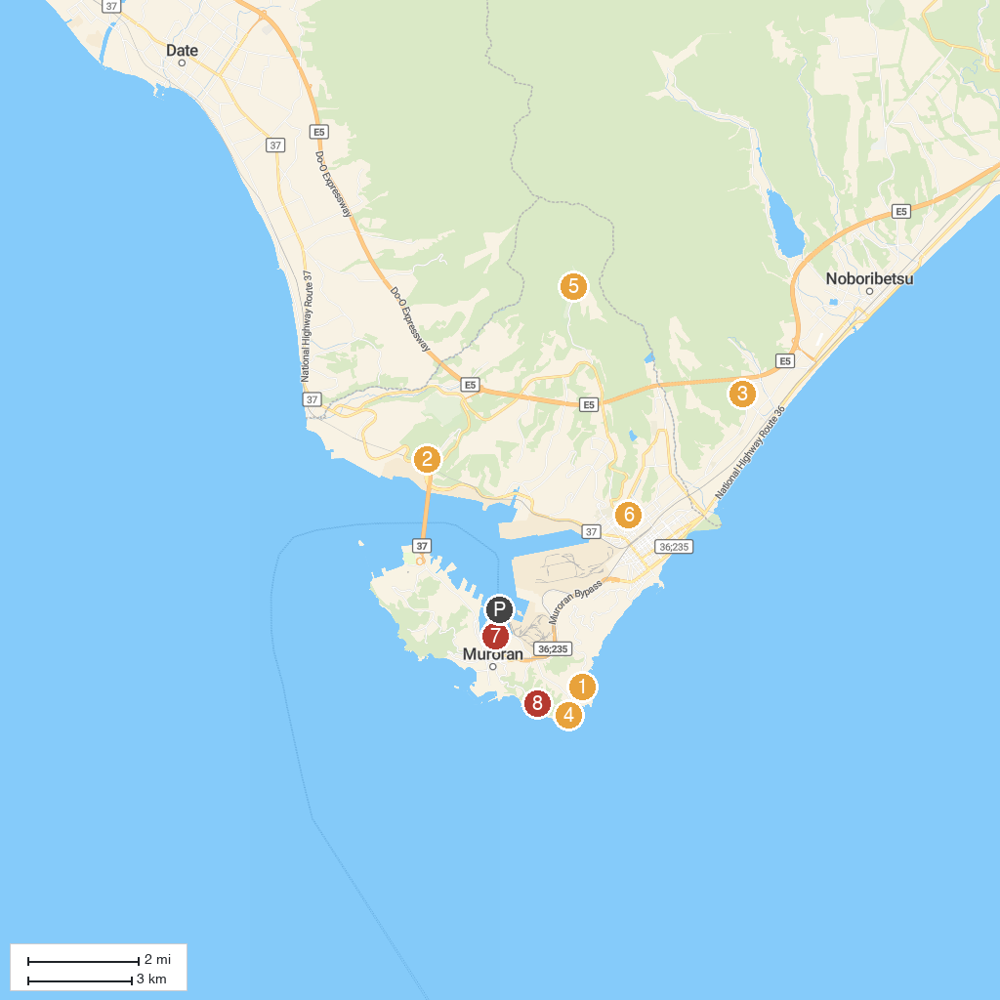 37
Date
E5
37
Do-O Expressway
E5
Noboribetsu
National Highway Route 37
5
Do-O Expressway
E5
E5
3
37
E5
National Highway Route 36
2
6
37
37
36;235
Muroran Bypass
P
7
36;235
Muroran
1
8
4
2 mi
3 km